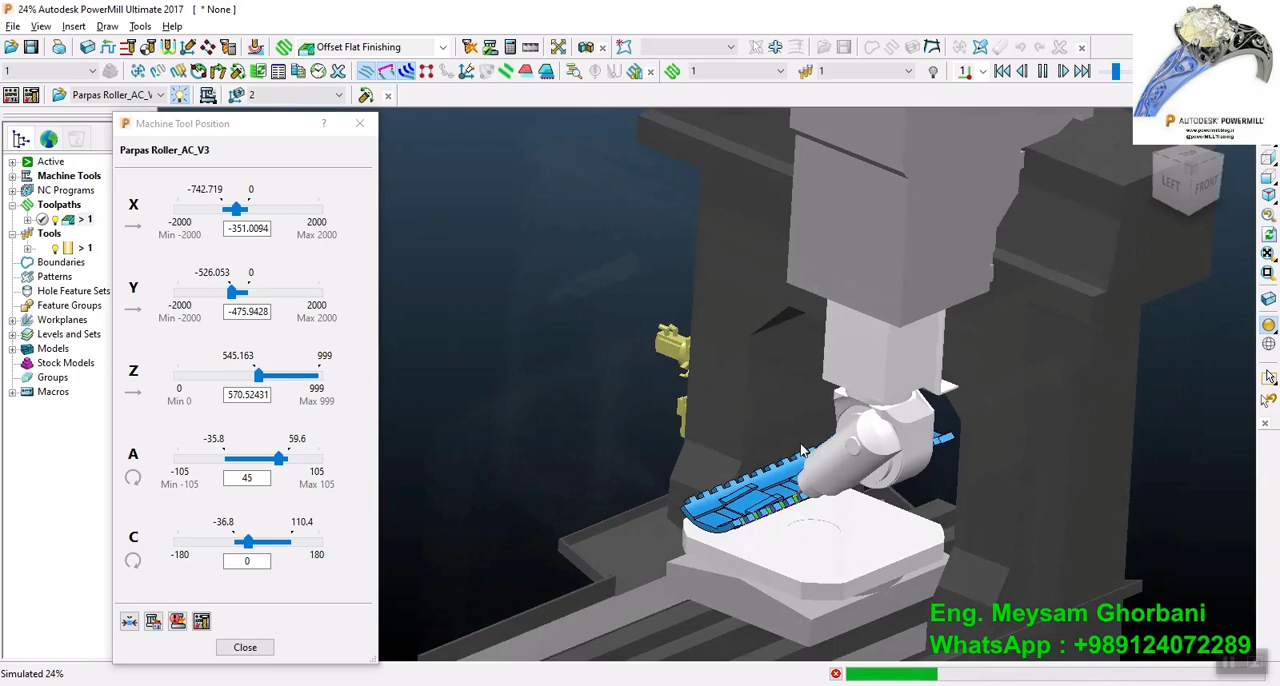 24% Autodesk PowerMill Ultimate 2017 [ * None ]
File View Insert Draw Tools Help
Offset Flat Finishing
1
1
1
Parpas Roller_AC_V
2
Machine Tool Position ?
Parpas Roller_AC_V3
-742.719 0
X
-2000 -351.0094 2000
Min -2000 Max 2000
-526.053 0
Y
-2000 -475.9428 2000
Min -2000 Max 2000
545.163 999
Z
0 570.52431 999
Min 0 Max 999
-35.8 59.6
A
-105 45 105
Min -105 Max 105
-36.8 110.4
C
-180 0 180
Close
Active
Machine Tools
NC Programs
Toolpaths
> 1
Tools
> 1
Boundaries
Patterns
Hole Feature Sets
Feature Groups
Workplanes
Levels and Sets
Models
Stock Models
Groups
Macros
AUTODESK POWERMILL
LEFT FRONT
Eng. Meysam Ghorbani
WhatsApp : +989124072289
Simulated 24%